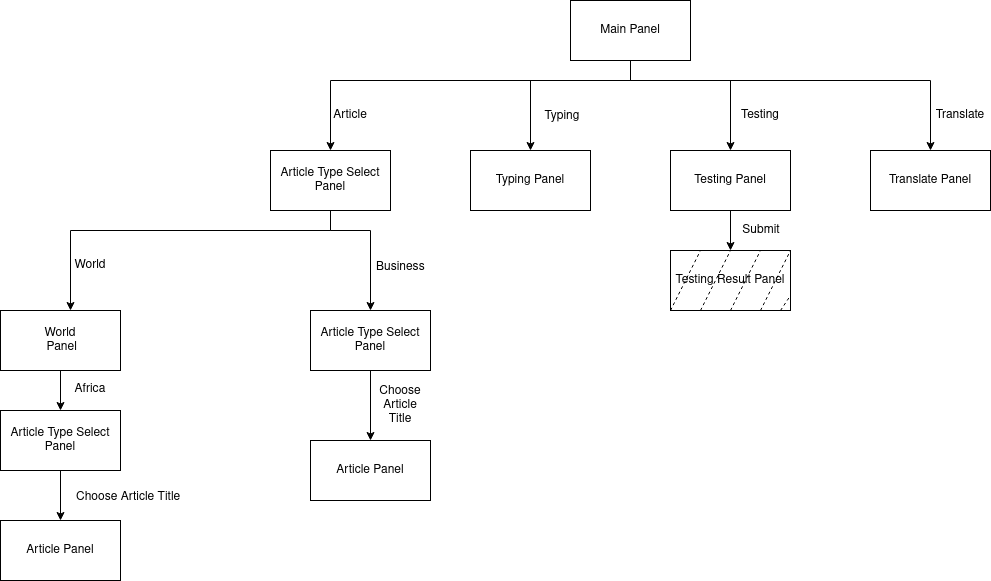 Main Panel
Article
Typing
Testing
Translate
Article Type Select
Panel
Typing Panel
Testing Panel
Translate Panel
Submit
World
Business
Testing Result Panel
World
Panel
Article Type Select
Panel
Africa
Choose
Article
Title
Article Type Select
Panel
Article Panel
Choose Article Title
Article Panel